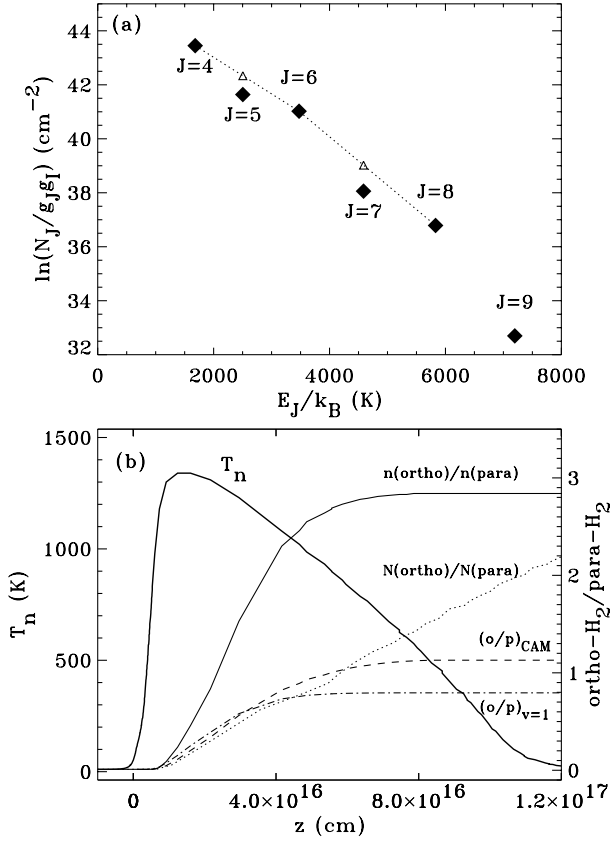 (a)
44
42
40
38
36
34
32
ln(N_J/g_Jg_I) (cm^−2)
J=4
J=5
J=6
J=7
J=8
J=9
0 2000 4000 6000 8000
E_J/k_B (K)
(b)
1500
1000
500
0
T_n (K)
T_n
n(ortho)/n(para)
N(ortho)/N(para)
(o/p)_CAM
(o/p)_v=1
3
2
1
0
ortho−H_2/para−H_2
0 4.0×10^16 8.0×10^16 1.2×10^17
z (cm)